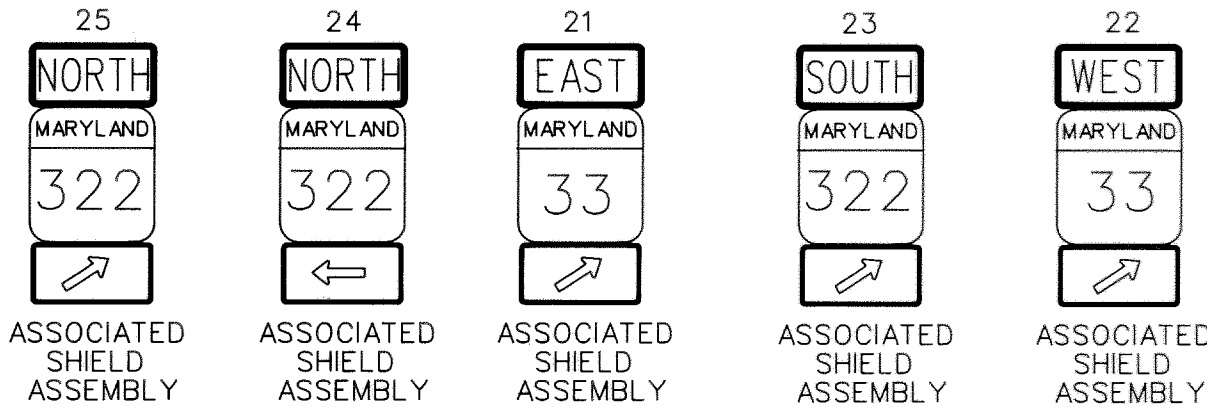 25
NORTH
MARYLAND
322
ASSOCIATED
SHIELD
ASSEMBLY
24
NORTH
MARYLAND
322
ASSOCIATED
SHIELD
ASSEMBLY
21
EAST
MARYLAND
33
ASSOCIATED
SHIELD
ASSEMBLY
23
SOUTH
MARYLAND
322
ASSOCIATED
SHIELD
ASSEMBLY
22
WEST
MARYLAND
33
ASSOCIATED
SHIELD
ASSEMBLY